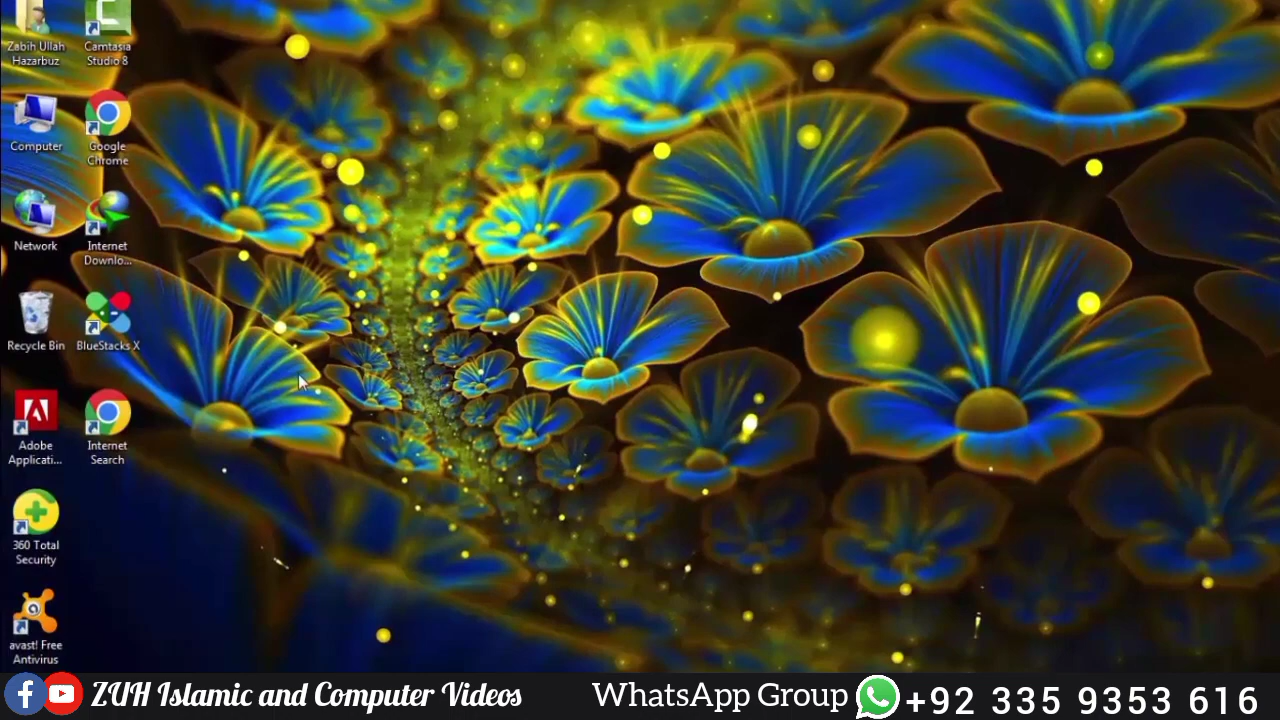 Zabih Ullah
Hazarbuz
Camtasia
Studio 8
Computer
Google
Chrome
Network
Internet
Downlo...
Recycle Bin
BlueStacks X
Adobe
Applicati...
Internet
Search
360 Total
Security
avast! Free
Antivirus
ZUH Islamic and Computer Videos
WhatsApp Group
+92 335 9353 616